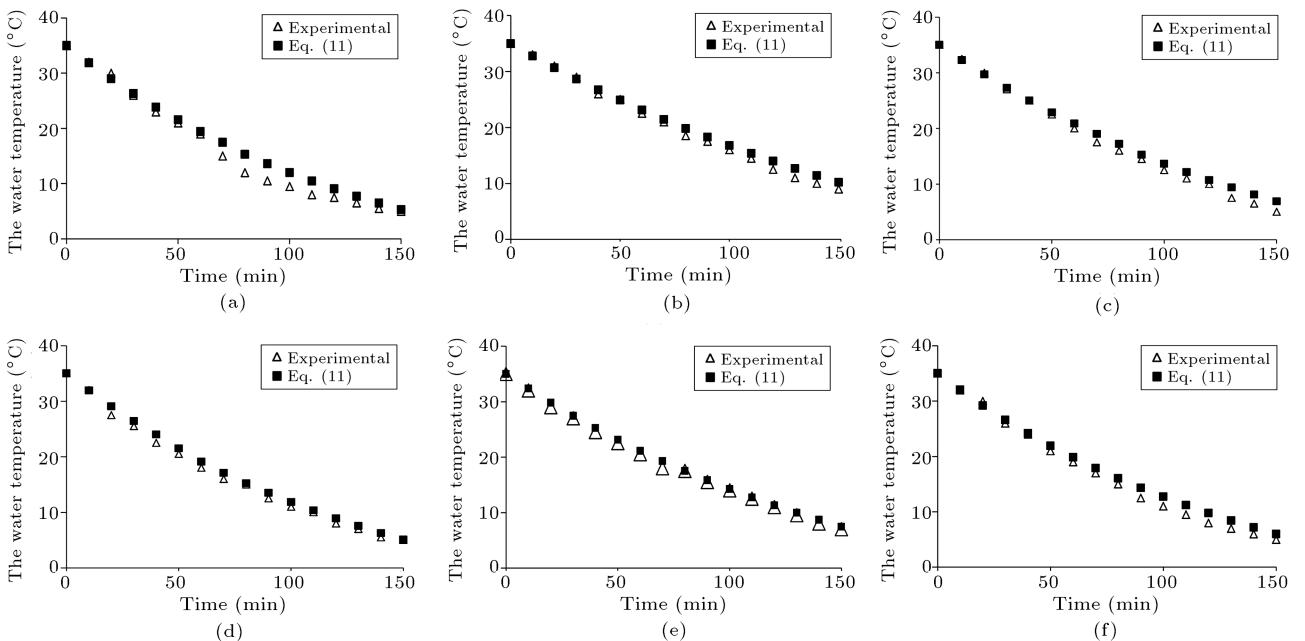 The water temperature (°C)
40
30
20
10
0
0 50 100 150
Time (min)
Experimental
Eq. (11)
(a)
The water temperature (°C)
40
30
20
10
0
0 50 100 150
Time (min)
Experimental
Eq. (11)
(b)
The water temperature (°C)
40
30
20
10
0
50 100 150
Time (min)
Experimental
Eq. (11)
(c)
The water temperature (°C)
40
30
20
10
0
0 50 100 150
Time (min)
Experimental
Eq. (11)
(d)
The water temperature (°C)
40
30
20
10
0
0 50 100 150
Time (min)
Experimental
Eq. (11)
(e)
The water temperature (°C)
40
30
20
10
0
0 50 100 150
Time (min)
Experimental
Eq. (11)
(f)